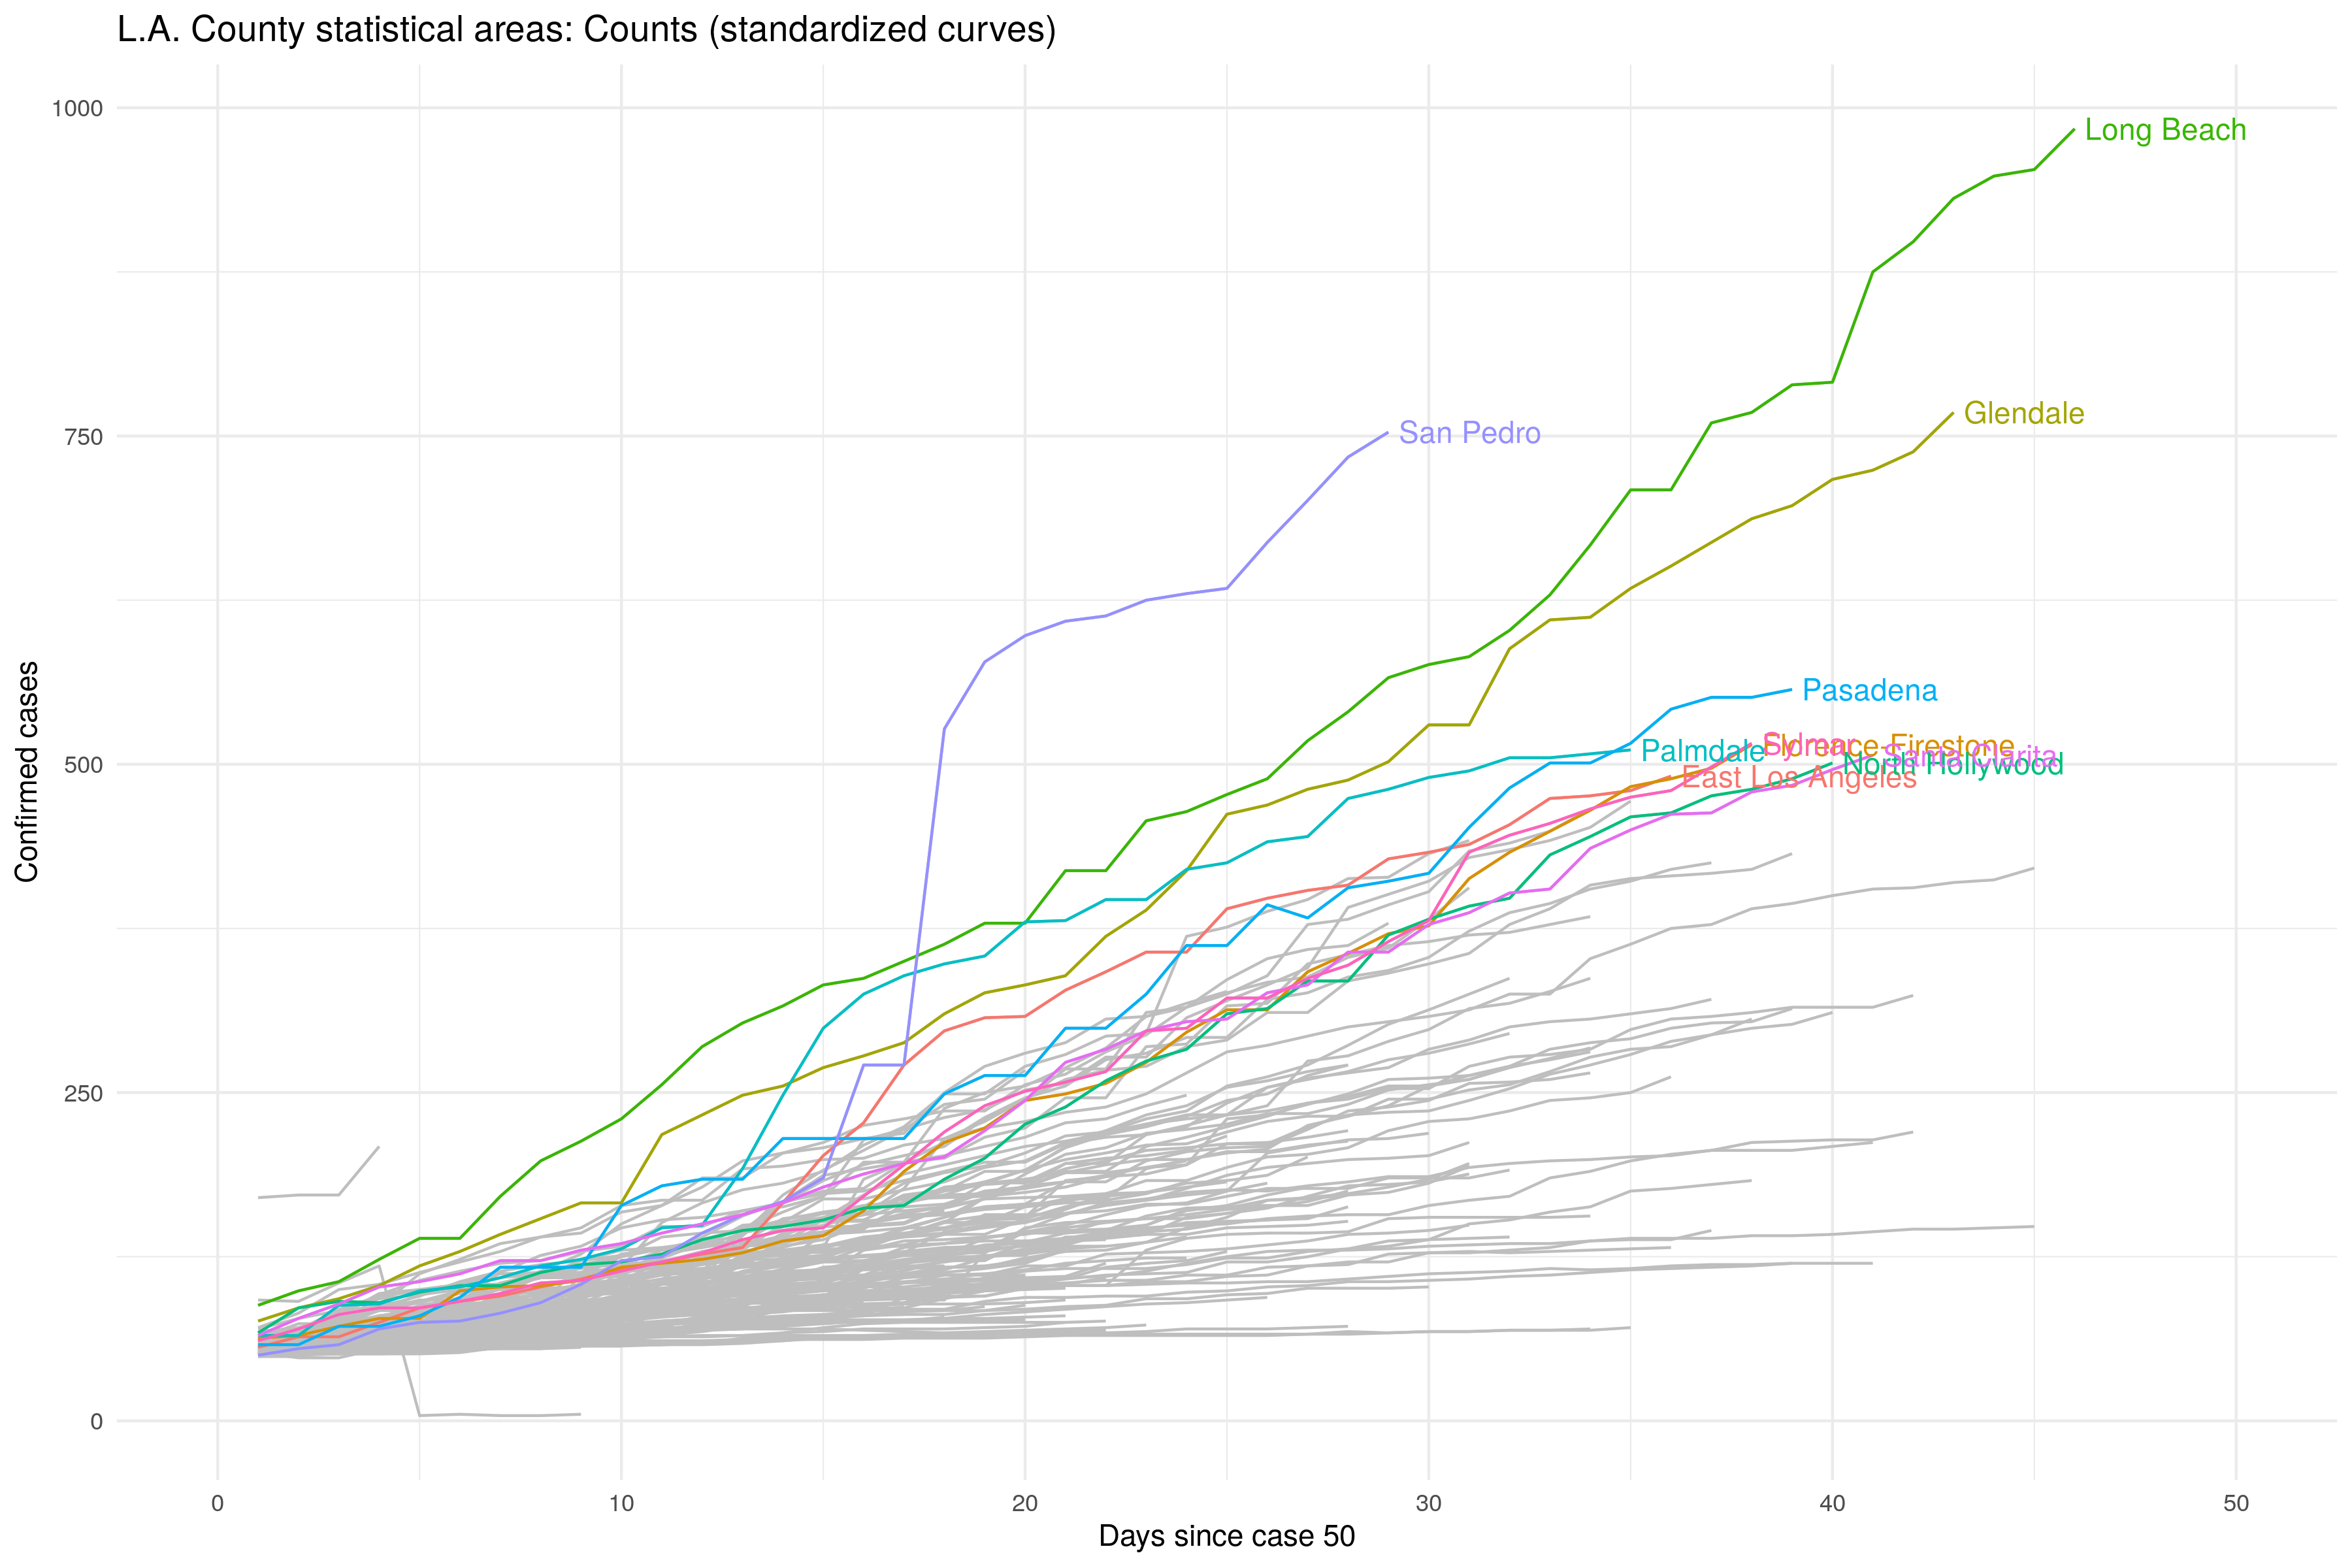 L.A. County statistical areas: Counts (standardized curves)
1000
Long Beach
Glendale
750
San Pedro
Pasadena
Florence-Firestone
Sylmar
Palmdale
Santa Clarita
500
North Hollywood
East Los Angeles
Confirmed cases
250
0
0 10 20 30 40 50
Days since case 50